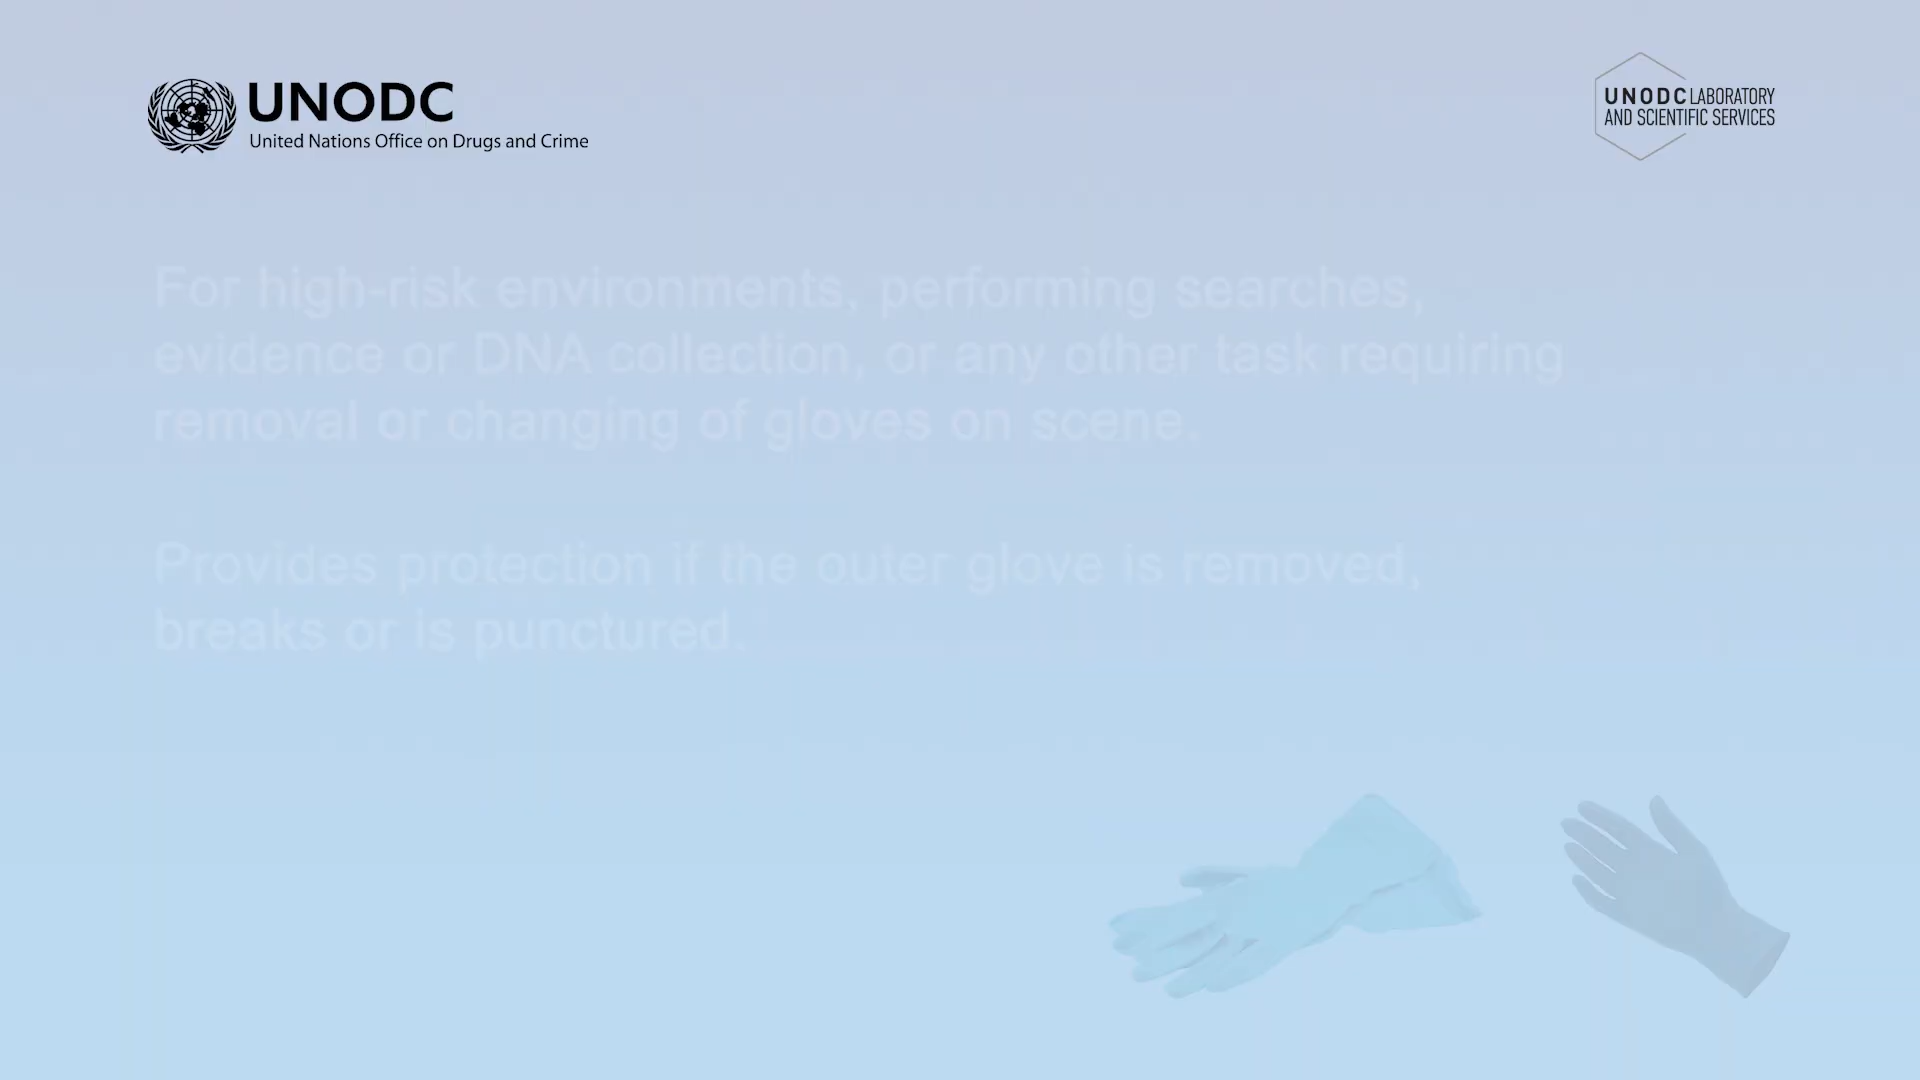 UNODC
United Nations Office on Drugs and Crime
UNODC LABORATORY
AND SCIENTIFIC SERVICES
For high-risk environments, performing searches,
evidence or DNA collection, or any other task requiring
removal or changing of gloves on scene.
Provides protection if the outer glove is removed,
breaks or is punctured.